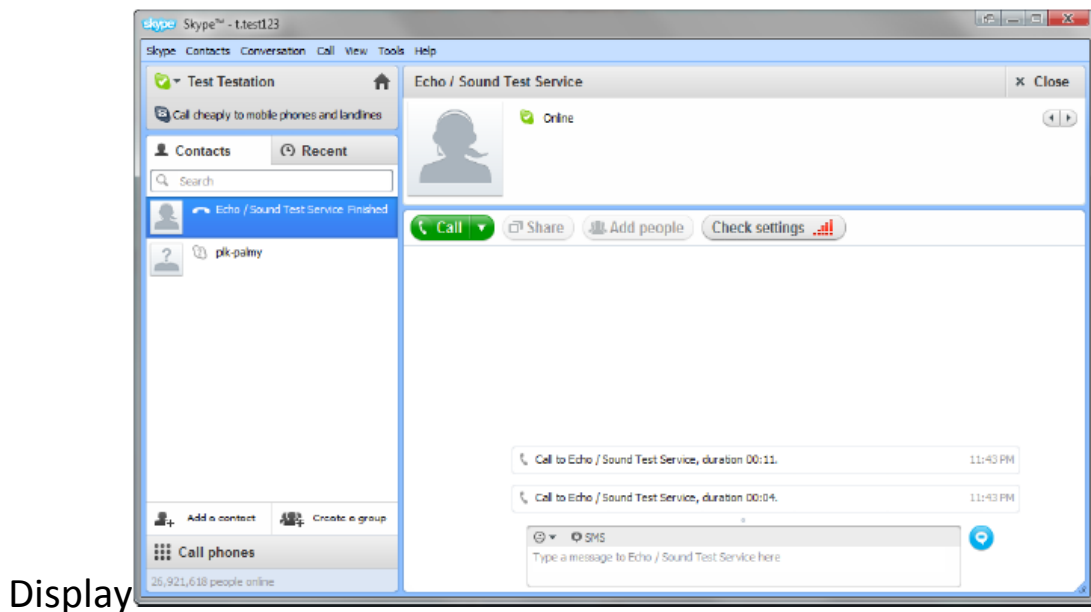 skype Skype™ - t.test123
Skype Contacts Conversation Call View Tools Help
Test Testation
Call cheaply to mobile phones and landlines
Contacts Recent
Search
Echo / Sound Test Service Finished
plk-palmy
Add a contact Create a group
Call phones
26,921,618 people online
Echo / Sound Test Service × Close
Online
Call Share Add people Check settings
Call to Echo / Sound Test Service, duration 00:11. 11:43 PM
Call to Echo / Sound Test Service, duration 00:04. 11:43 PM
SMS
Type a message to Echo / Sound Test Service here
Display